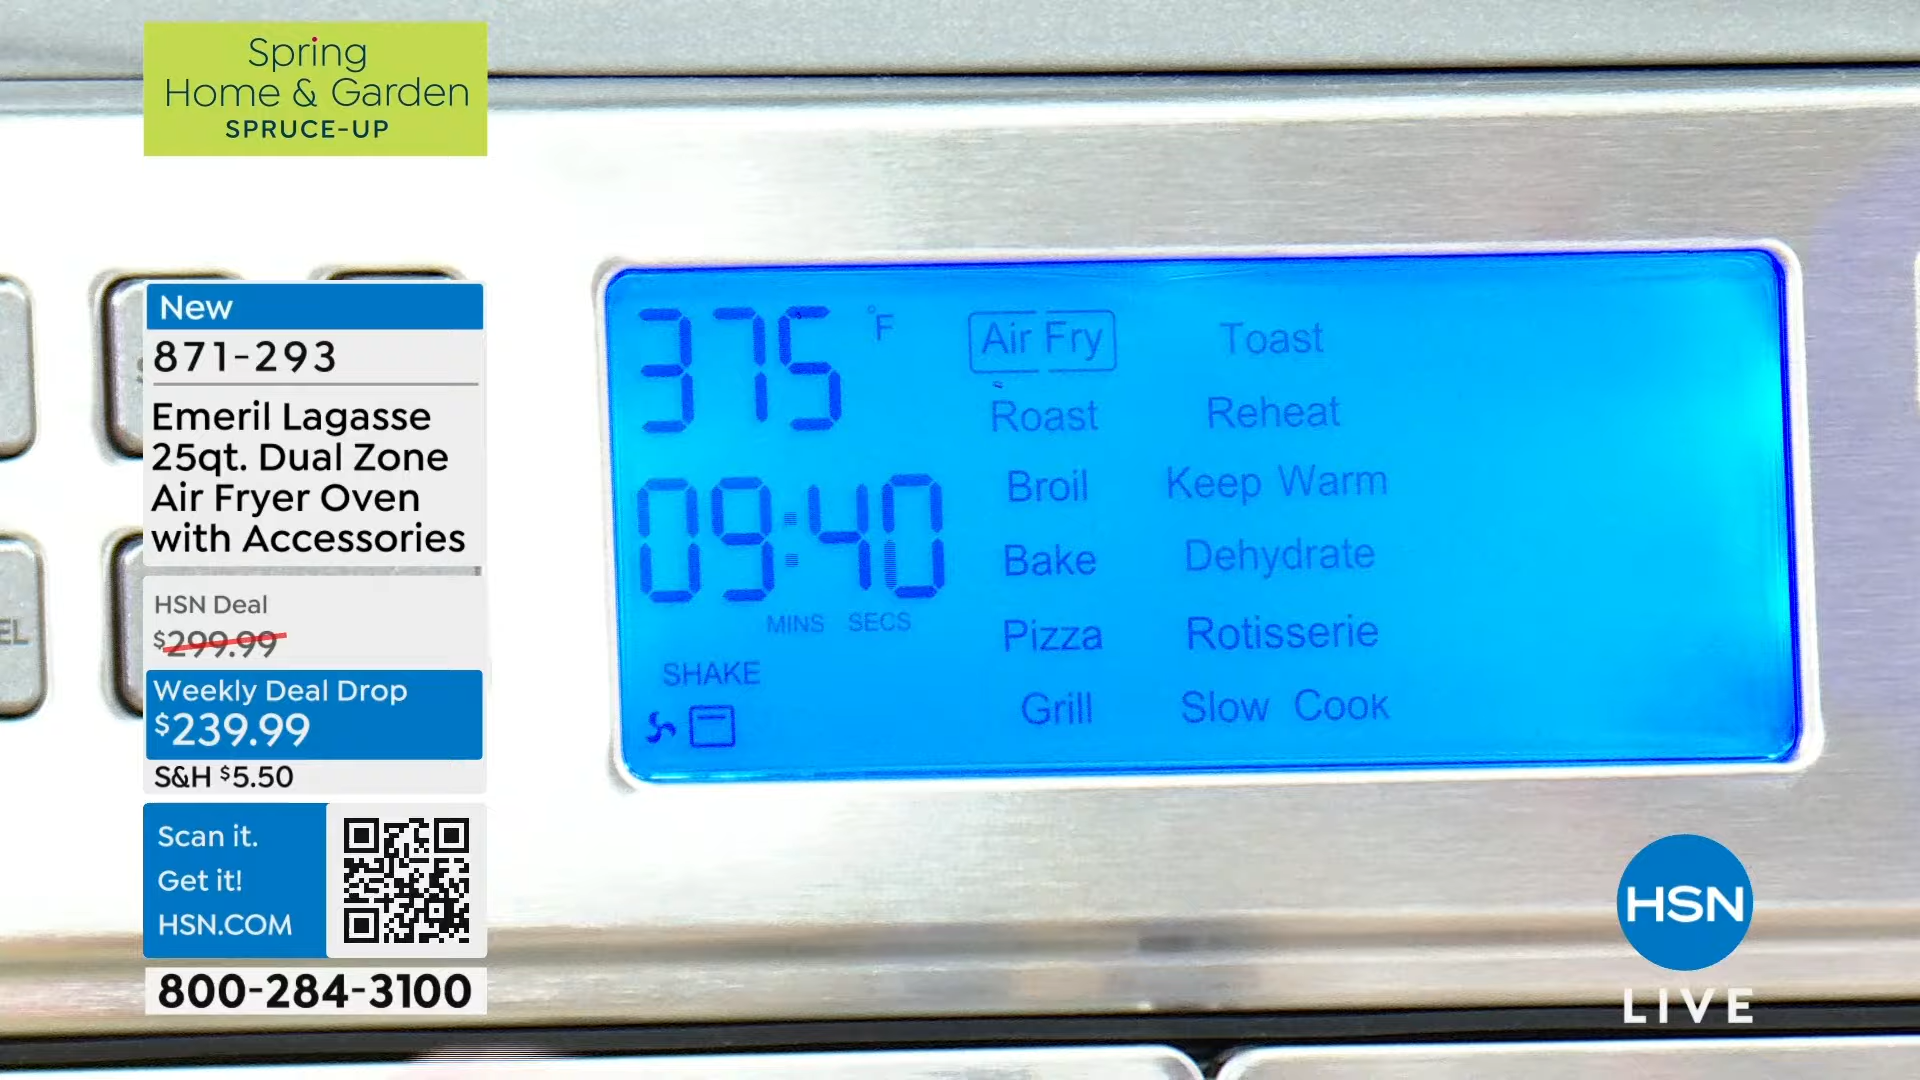 Spring
Home & Garden
SPRUCE-UP
New
871-293
Emeril Lagasse
25qt. Dual Zone
Air Fryer Oven
with Accessories
HSN Deal
$299.99
Weekly Deal Drop
$239.99
S&H $5.50
Scan it.
Get it!
HSN.COM
800-284-3100
EL
375 °F
09:40
MINS SECS
SHAKE
Air Fry
Roast
Broil
Bake
Pizza
Grill
Toast
Reheat
Keep Warm
Dehydrate
Rotisserie
Slow Cook
HSN
LIVE